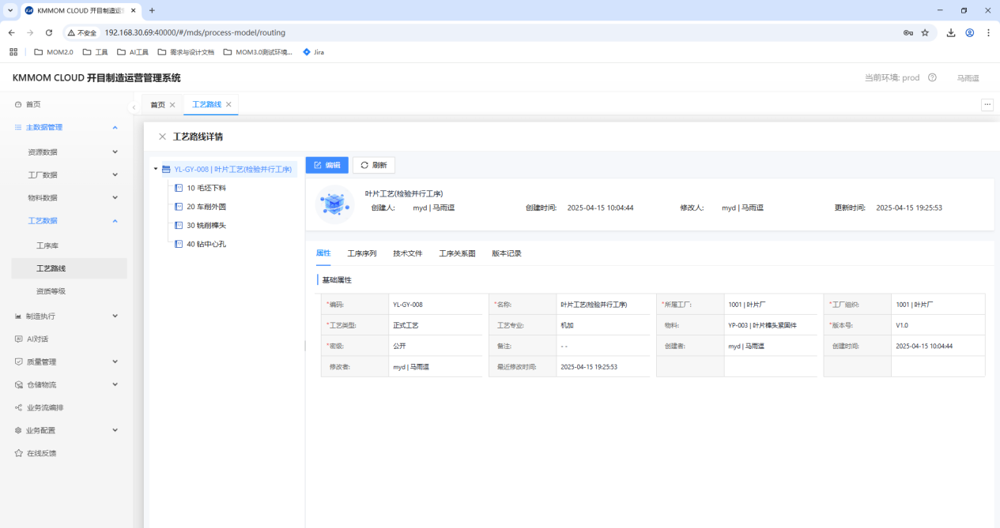 KMMOM CLOUD 开目制造运
不安全 192.168.30.69:40000/#/mds/process-model/routing
MOM2.0 工具 AI工具 需求与设计文档 MOM3.0测试环境... Jira
KMMOM CLOUD 开目制造运营管理系统
当前环境: prod 马雨逗
首页
主数据管理
资源数据
工厂数据
物料数据
工艺数据
工序库
工艺路线
资质等级
制造执行
AI对话
质量管理
仓储物流
业务流编排
业务配置
在线反馈
首页 工艺路线
工艺路线详情
YL-GY-008 | 叶片工艺(检验并行工序)
10 毛坯下料
20 车削外圆
30 铣削榫头
40 钻中心孔
编辑 刷新
叶片工艺(检验并行工序)
创建人: myd | 马雨逗 创建时间: 2025-04-15 10:04:44 修改人: myd | 马雨逗 更新时间: 2025-04-15 19:25:53
属性 工序序列 技术文件 工序关系图 版本记录
基础属性
*编码: YL-GY-008 *名称: 叶片工艺(检验并行工序) *所属工厂: 1001 | 叶片厂 *工厂组织: 1001 | 叶片厂
*工艺类型: 正式工艺 工艺专业: 机加 物料: YP-003 | 叶片榫头紧固件 *版本号: V1.0
*密级: 公开 备注: - - 创建者: myd | 马雨逗 创建时间: 2025-04-15 10:04:44
修改者: myd | 马雨逗 最近修改时间: 2025-04-15 19:25:53